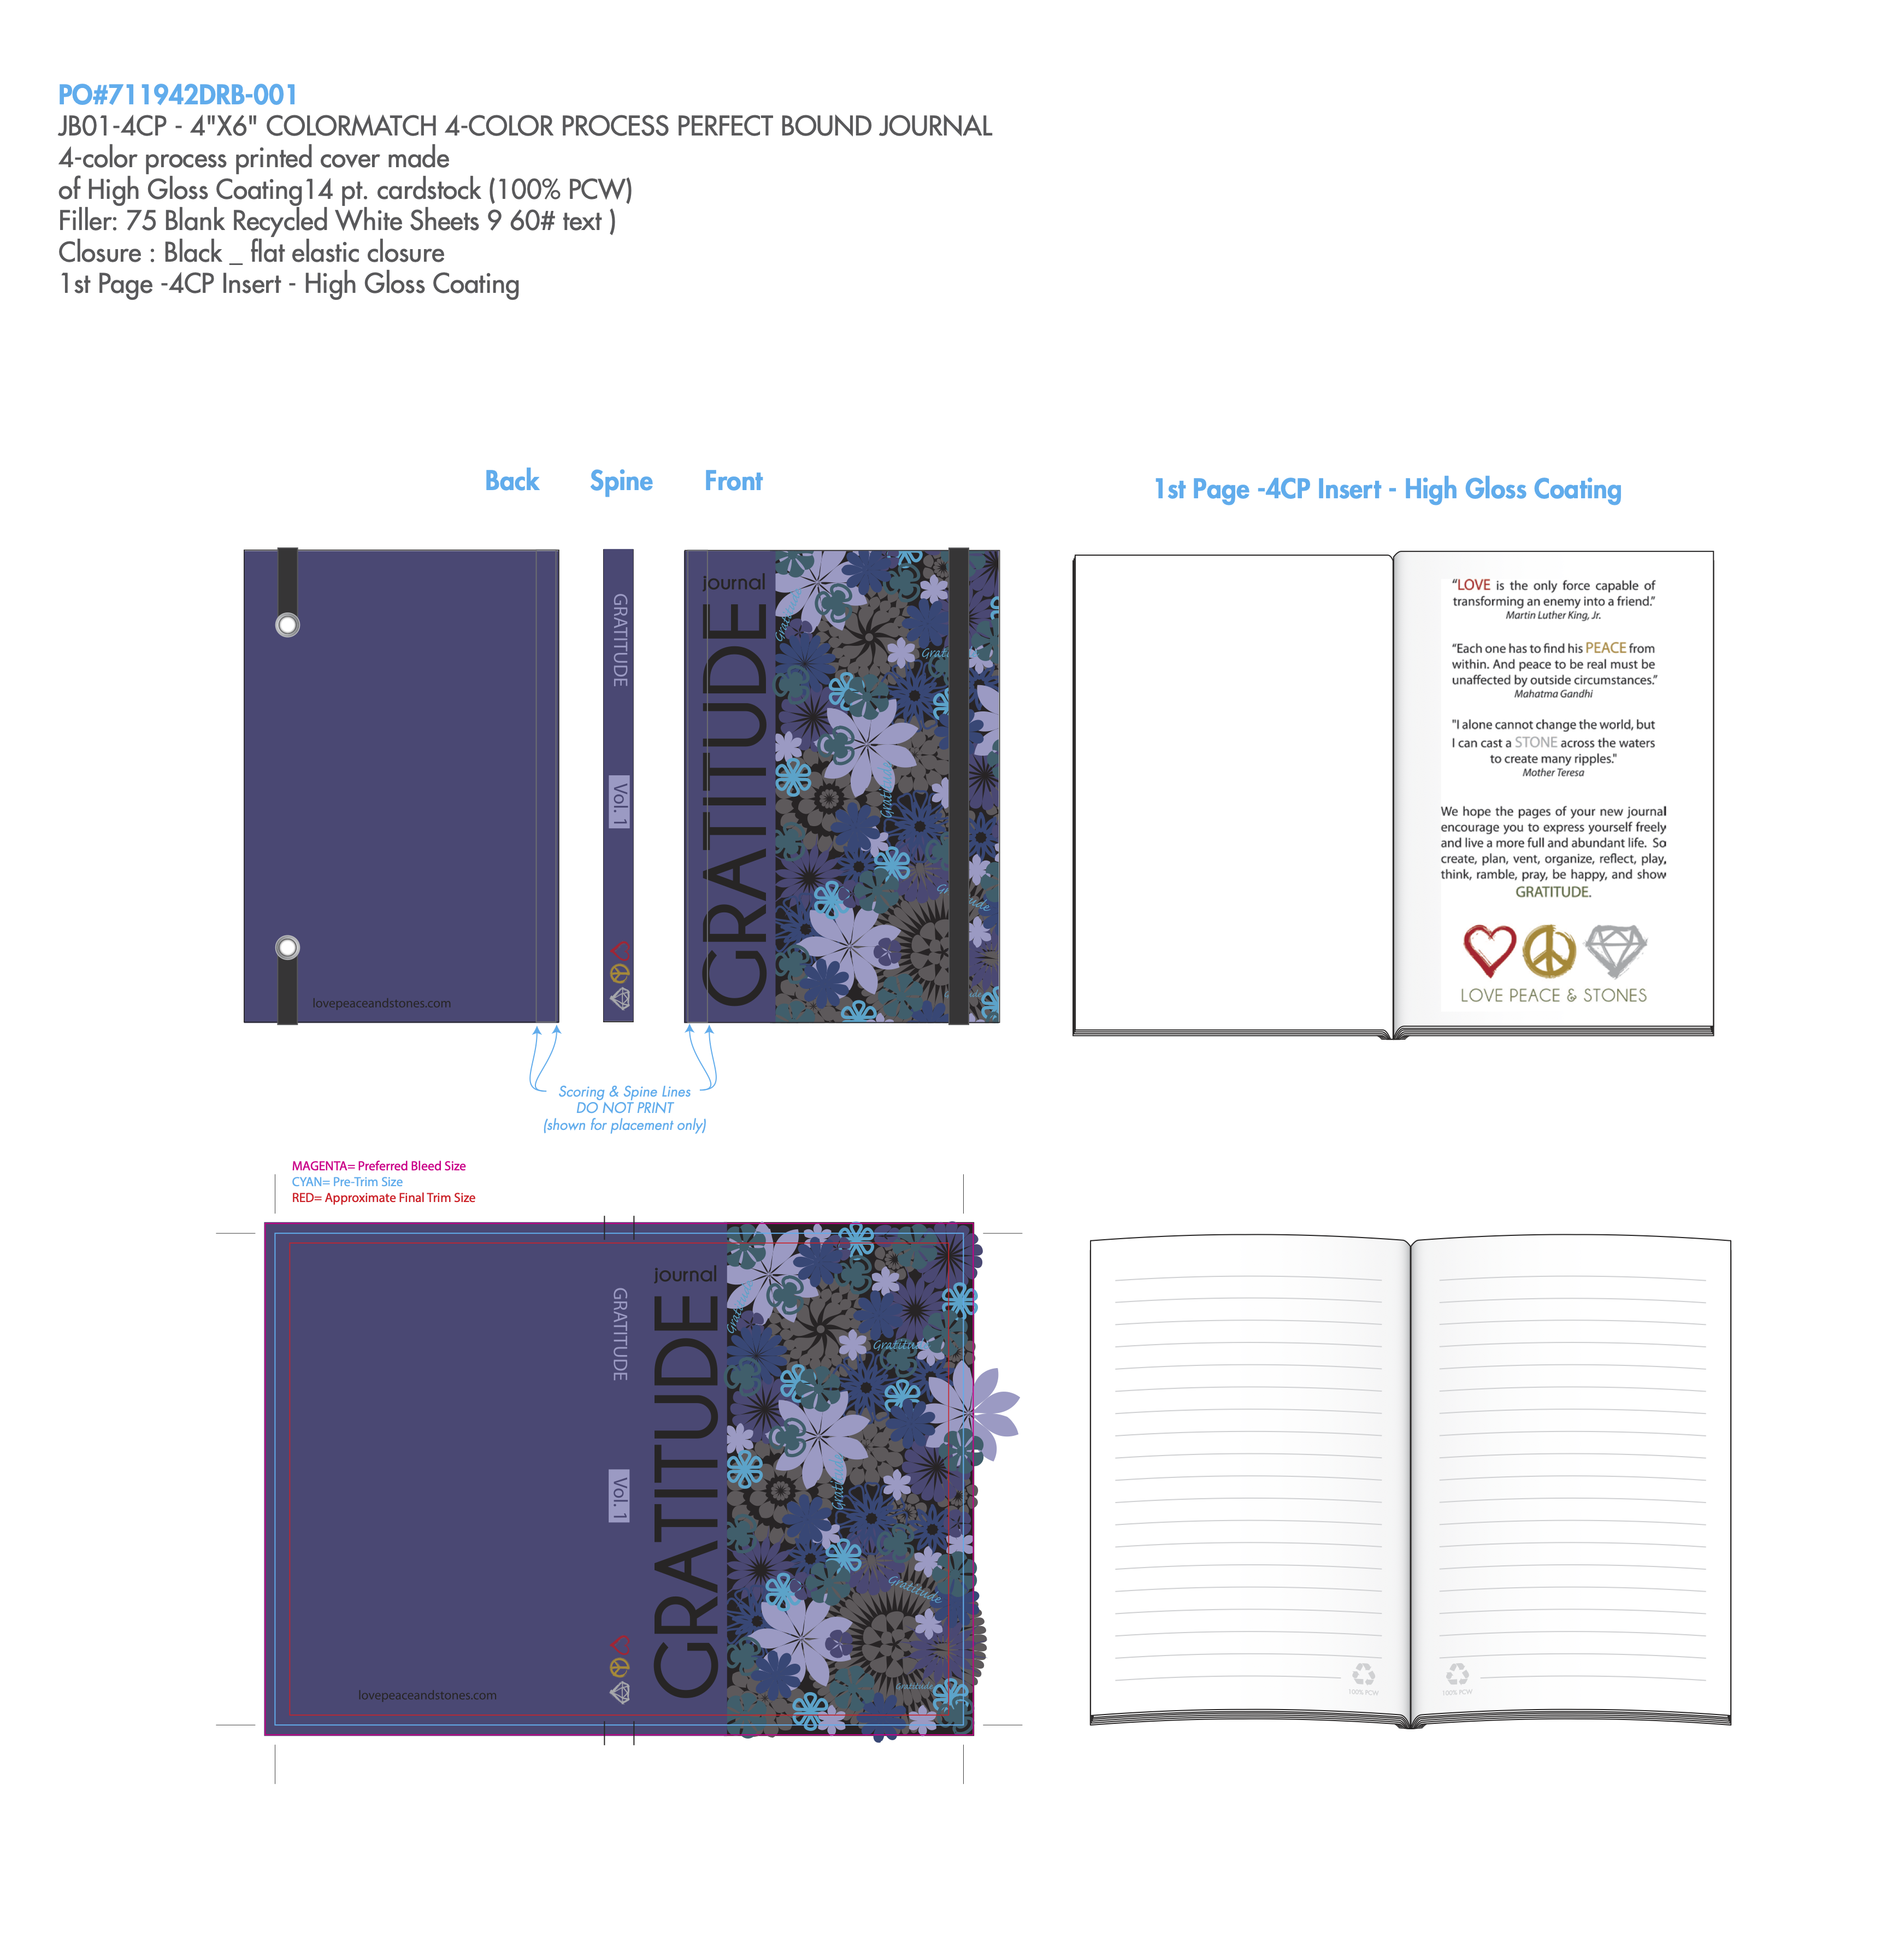 PO#711942DRB-001
JB01-4CP - 4"X6" COLORMATCH 4-COLOR PROCESS PERFECT BOUND JOURNAL
4-color process printed cover made
of High Gloss Coating14 pt. cardstock (100% PCW)
Filler: 75 Blank Recycled White Sheets 9 60# text )
Closure : Black _ flat elastic closure
1st Page -4CP Insert - High Gloss Coating
Back
Spine
Front
1st Page -4CP Insert - High Gloss Coating
lovepeaceandstones.com
GRATITUDE
Vol. 1
journal
GRATITUDE
Gratitude
Gratitude
“LOVE is the only force capable of
transforming an enemy into a friend.”
Martin Luther King, Jr.
“Each one has to find his PEACE from
within. And peace to be real must be
unaffected by outside circumstances.”
Mahatma Gandhi
"I alone cannot change the world, but
I can cast a STONE across the waters
to create many ripples."
Mother Teresa
We hope the pages of your new journal
encourage you to express yourself freely
and live a more full and abundant life. So
create, plan, vent, organize, reflect, play,
think, ramble, pray, be happy, and show
GRATITUDE.
LOVE PEACE & STONES
Scoring & Spine Lines
DO NOT PRINT
(shown for placement only)
MAGENTA= Preferred Bleed Size
CYAN= Pre-Trim Size
RED= Approximate Final Trim Size
lovepeaceandstones.com
GRATITUDE
Vol. 1
journal
GRATITUDE
Gratitude
Gratitude
Gratitude
Gratitude
Gratitude
100% PCW
100% PCW